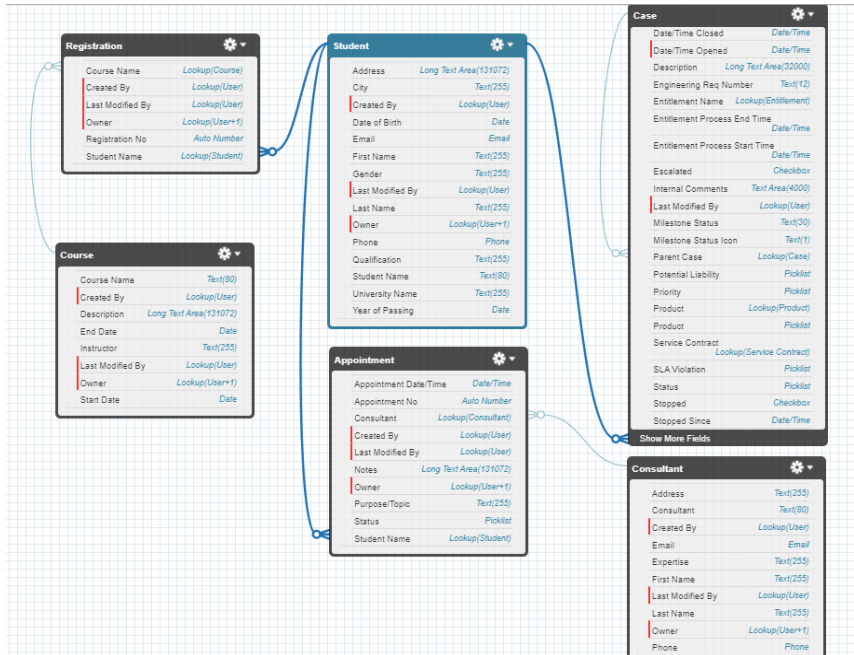 Registration
Course Name Lookup(Course)
Created By Lookup(User)
Last Modified By Lookup(User)
Owner Lookup(User+1)
Registration No Auto Number
Student Name Lookup(Student)
Course
Course Name Text(80)
Created By Lookup(User)
Description Long Text Area(131072)
End Date Date
Instructor Text(255)
Last Modified By Lookup(User)
Owner Lookup(User+1)
Start Date Date
Student
Address Long Text Area(131072)
City Text(255)
Created By Lookup(User)
Date of Birth Date
Email Email
First Name Text(255)
Gender Text(255)
Last Modified By Lookup(User)
Last Name Text(255)
Owner Lookup(User+1)
Phone Phone
Qualification Text(255)
Student Name Text(80)
University Name Text(255)
Year of Passing Date
Appointment
Appointment Date/Time Date/Time
Appointment No Auto Number
Consultant Lookup(Consultant)
Created By Lookup(User)
Last Modified By Lookup(User)
Notes Long Text Area(131072)
Owner Lookup(User+1)
Purpose/Topic Text(255)
Status Picklist
Student Name Lookup(Student)
Case
Date/Time Closed Date/Time
Date/Time Opened Date/Time
Description Long Text Area(32000)
Engineering Req Number Text(12)
Entitlement Name Lookup(Entitlement)
Entitlement Process End Time
Date/Time
Entitlement Process Start Time
Date/Time
Escalated Checkbox
Internal Comments Text Area(4000)
Last Modified By Lookup(User)
Milestone Status Text(30)
Milestone Status Icon Text(1)
Parent Case Lookup(Case)
Potential Liability Picklist
Priority Picklist
Product Lookup(Product)
Product Picklist
Service Contract
Lookup(Service Contract)
SLA Violation Picklist
Status Picklist
Stopped Checkbox
Stopped Since Date/Time
Show More Fields
Consultant
Address Text(255)
Consultant Text(80)
Created By Lookup(User)
Email Email
Expertise Text(255)
First Name Text(255)
Last Modified By Lookup(User)
Last Name Text(255)
Owner Lookup(User+1)
Phone Phone